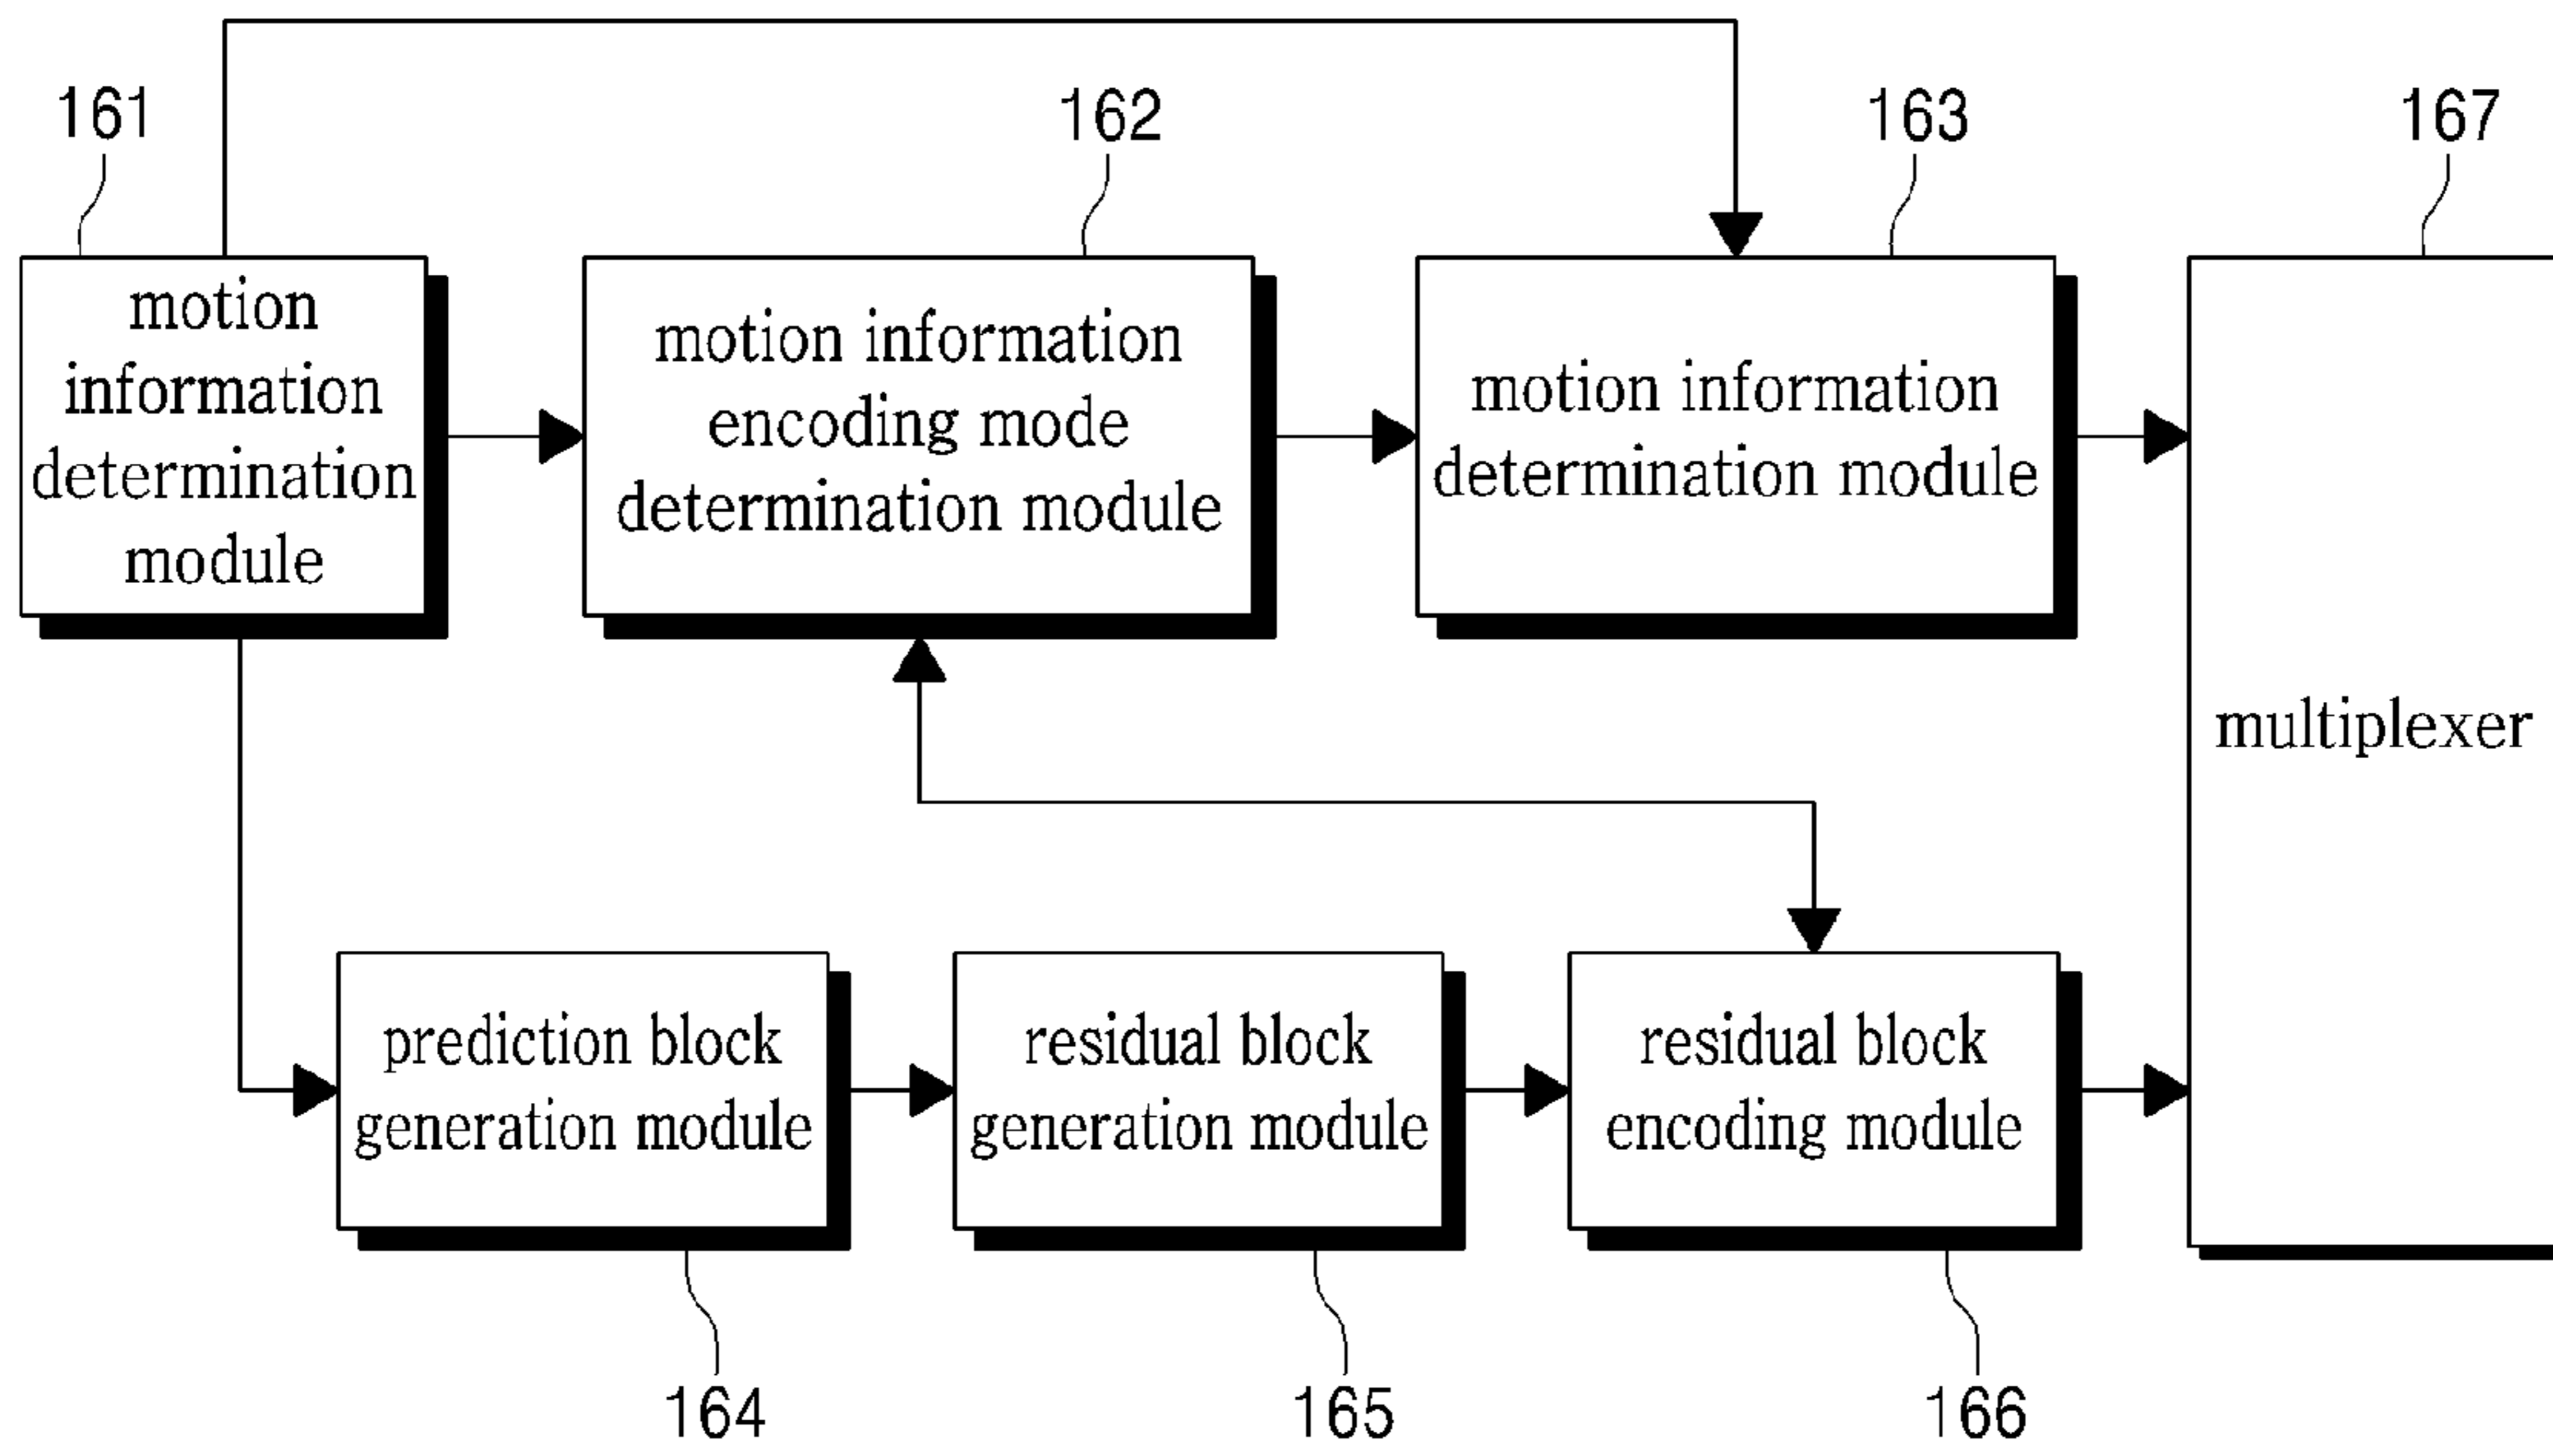 161
162
163
167
motion
information
determination
module
motion information
encoding mode
determination module
motion information
determination module
multiplexer
prediction block
generation module
residual block
generation module
residual block
encoding module
164
165
166